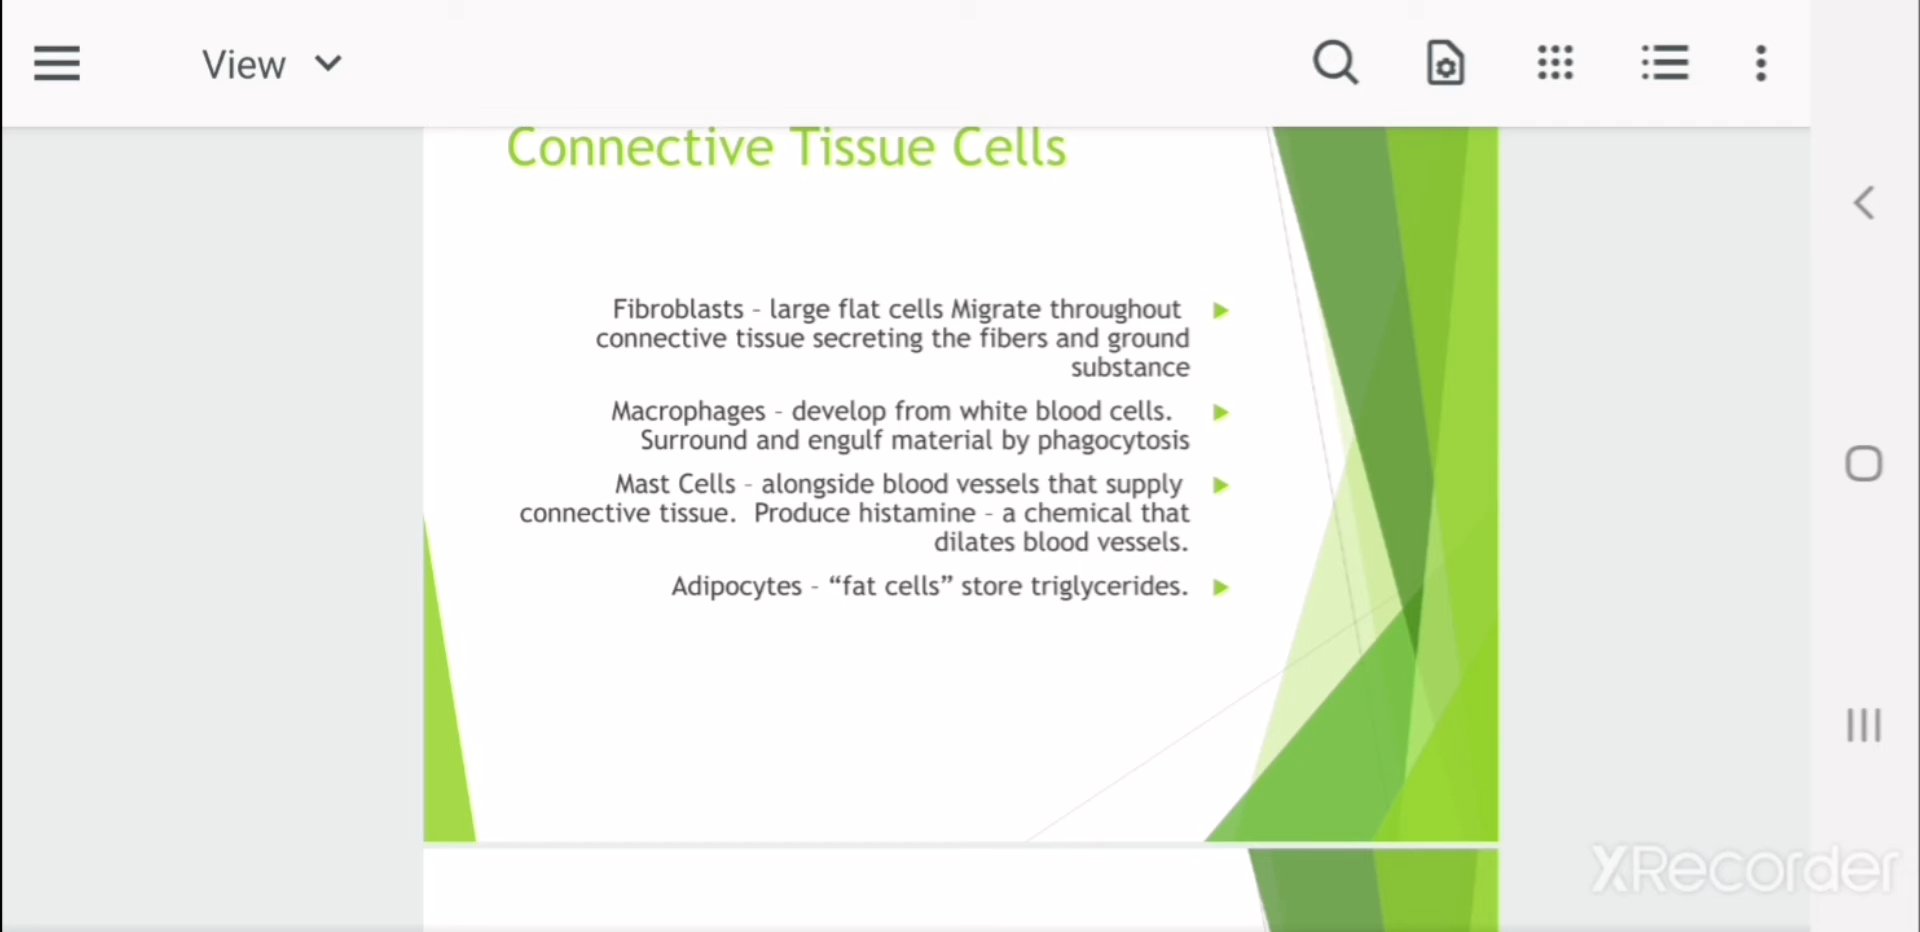 View
Connective Tissue Cells
Fibroblasts - large flat cells Migrate throughout
connective tissue secreting the fibers and ground
substance
Macrophages - develop from white blood cells.
Surround and engulf material by phagocytosis
Mast Cells - alongside blood vessels that supply
connective tissue.  Produce histamine - a chemical that
dilates blood vessels.
Adipocytes - “fat cells” store triglycerides.
XRecorder